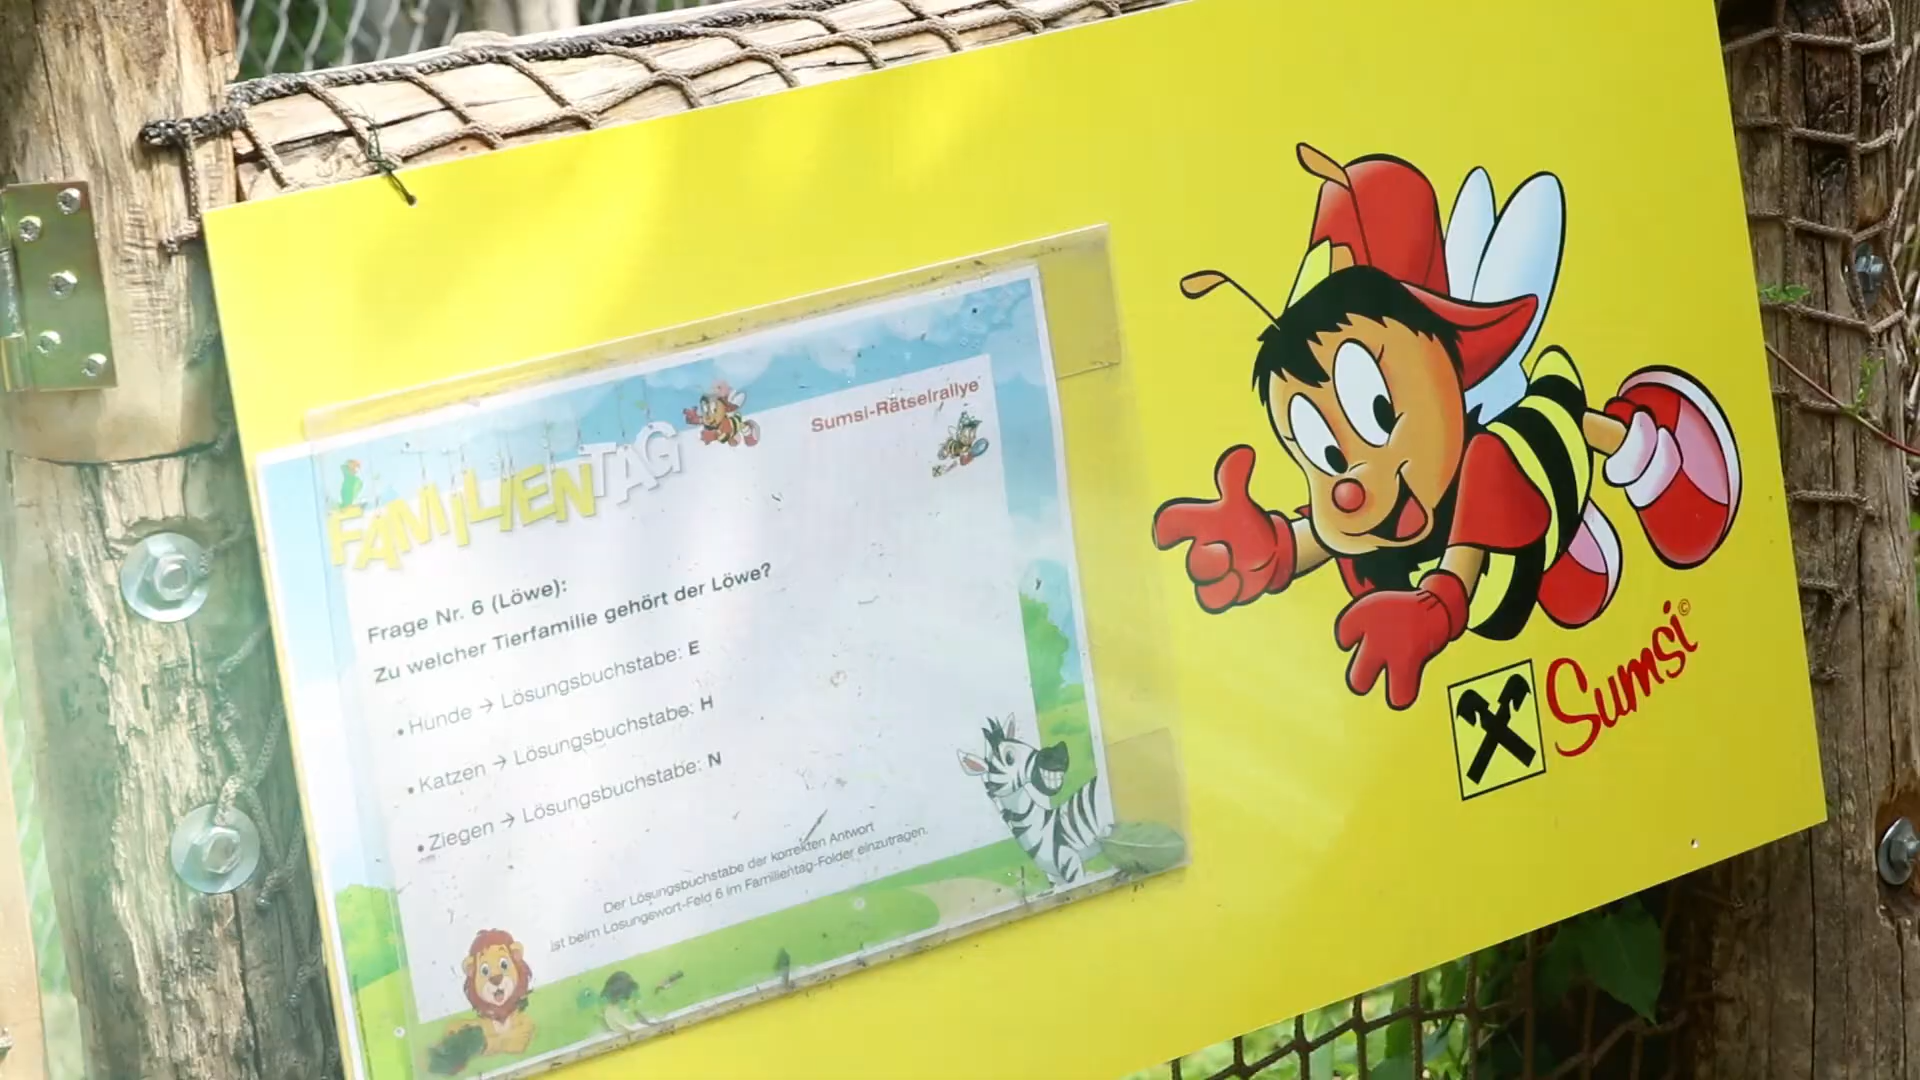 FAMILIENTAG
Sumsi-Rätselrallye
Frage Nr. 6 (Löwe):
Zu welcher Tierfamilie gehört der Löwe?
• Hunde → Lösungsbuchstabe: E
• Katzen → Lösungsbuchstabe: H
• Ziegen → Lösungsbuchstabe: N
Der Lösungsbuchstabe der korrekten Antwort
ist beim Lösungswort-Feld 6 im Familientag-Folder einzutragen.
Sumsi©